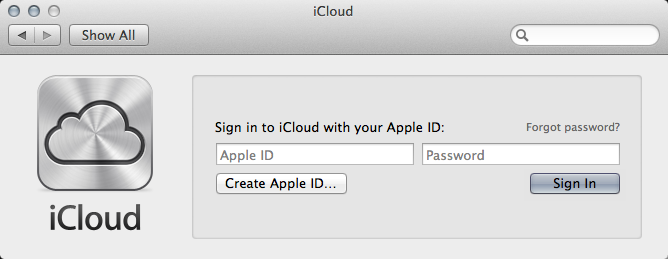 iCloud
Show All
Sign in to iCloud with your Apple ID:
Forgot password?
Apple ID
Password
Create Apple ID...
Sign In
iCloud